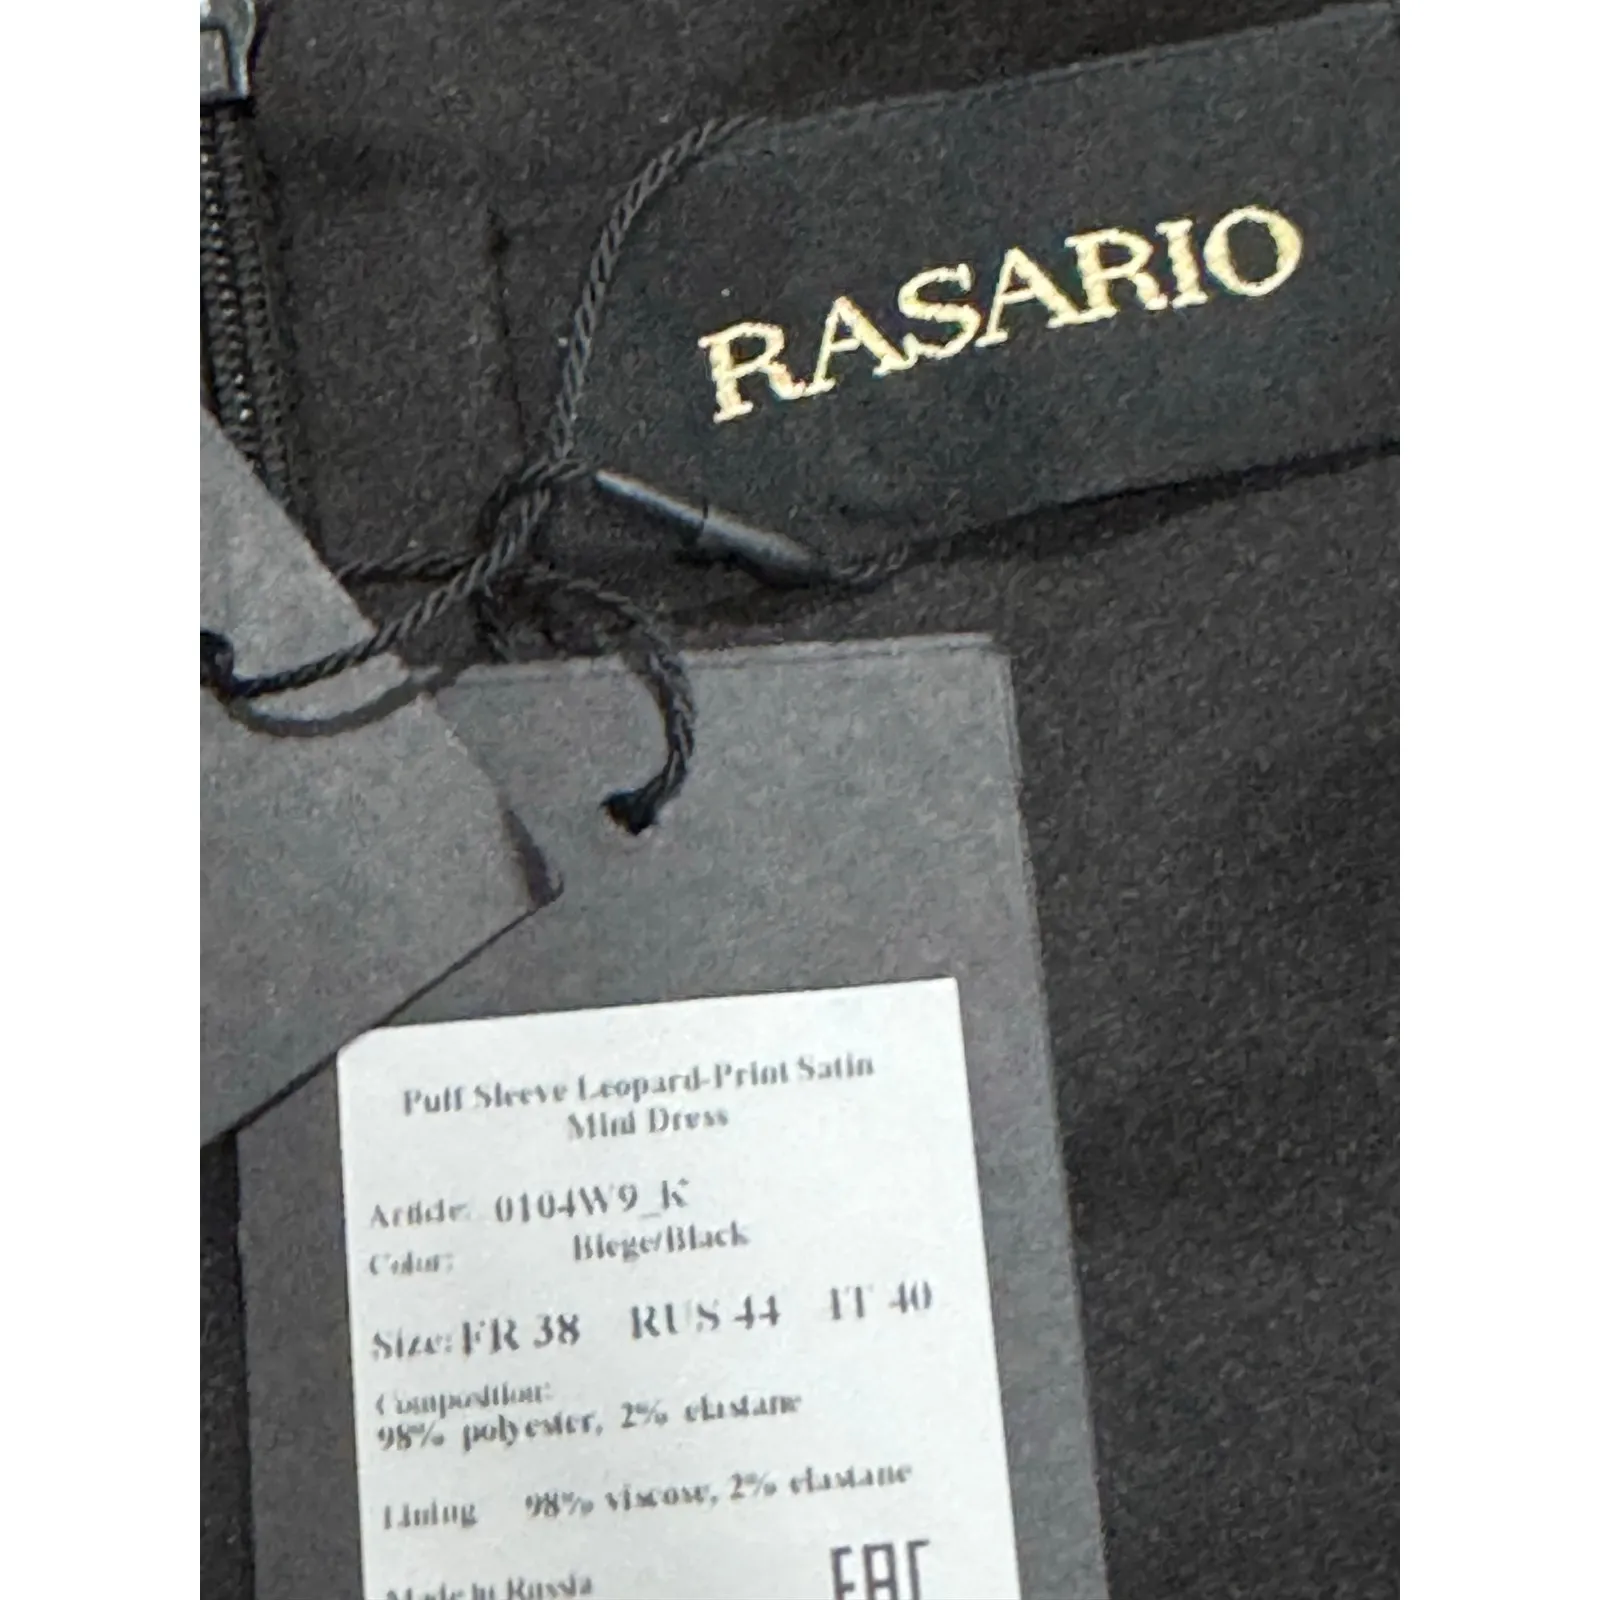 RASARIO
Puff Sleeve Leopard-Print Satin
Mini Dress
Article: 0104W9_K
Color: Biege/Black
Size: FR 38 RUS 44 IT 40
Composition:
98% polyester, 2% elastane
Lining 98% viscose, 2% elastane
Made in Russia
EAC